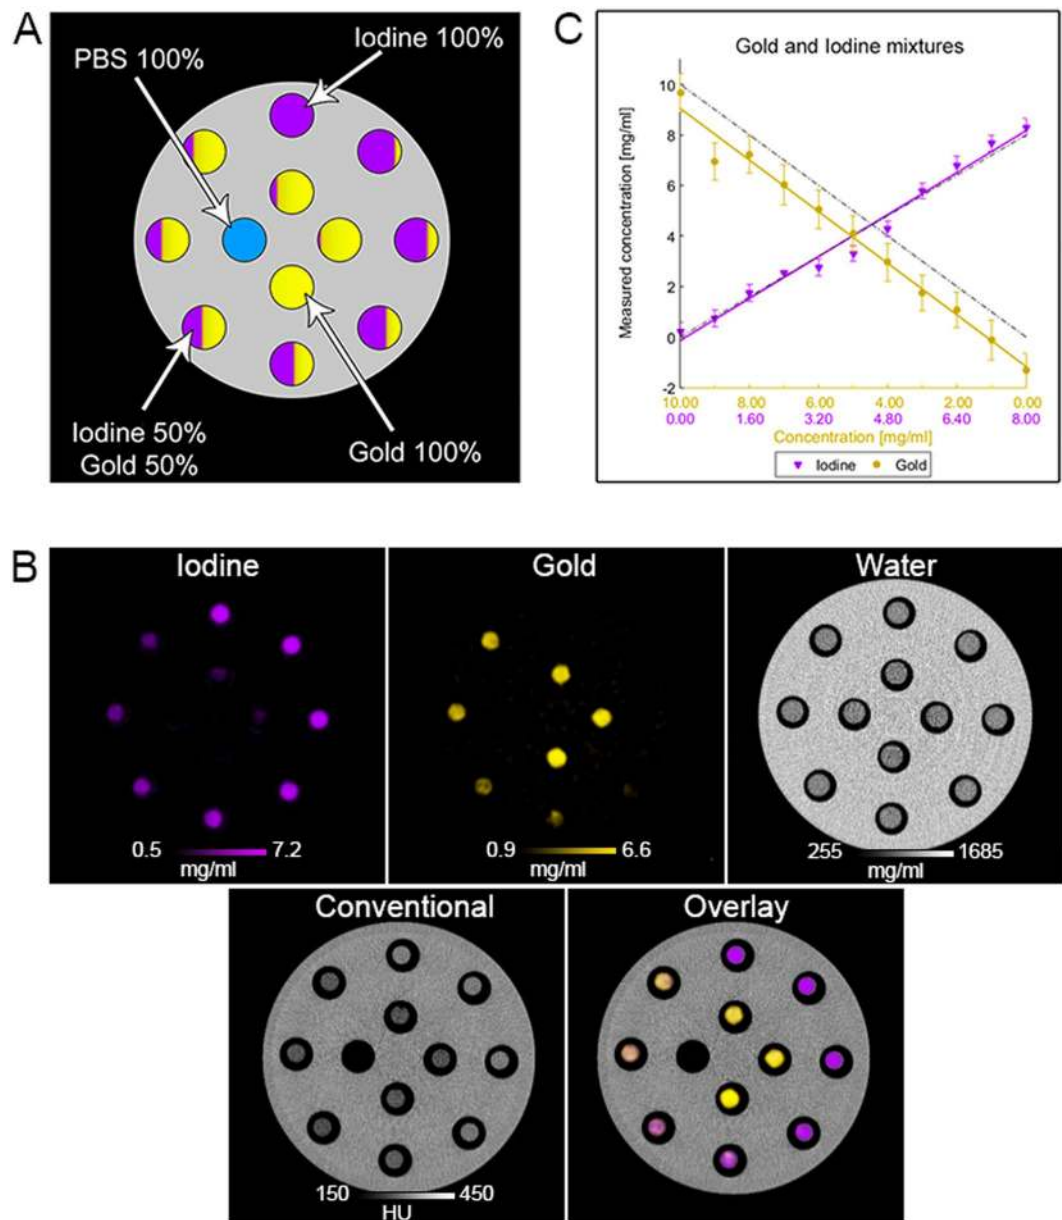 A
PBS 100%
Iodine 100%
Iodine 50%
Gold 50%
Gold 100%
C
Gold and Iodine mixtures
Measured concentration [mg/ml]
10
8
6
4
2
0
-2
10.00 8.00 6.00 4.00 2.00 0.00
0.00 1.60 3.20 4.80 6.40 8.00
Concentration [mg/ml]
Iodine Gold
B
Iodine
0.5 7.2
mg/ml
Gold
0.9 6.6
mg/ml
Water
255 1685
mg/ml
Conventional
150 450
HU
Overlay